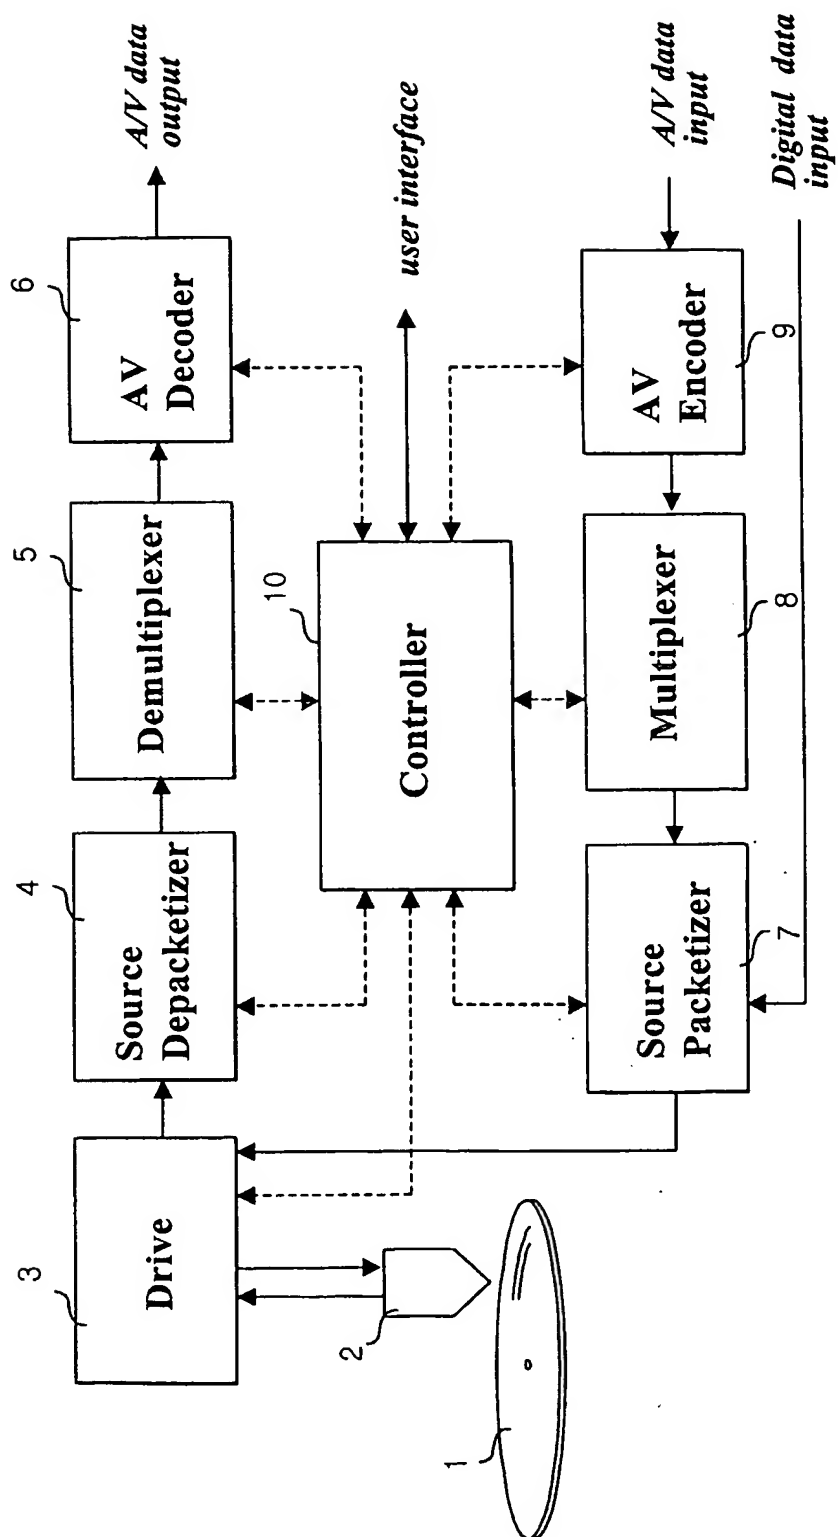 3
Drive
4
Source
Depacketizer
5
Demultiplexer
6
AV
Decoder
A/V data
output
2
1
10
Controller
user interface
Source
Packetizer
7
Multiplexer
8
AV
Encoder
9
A/V data
input
Digital data
input